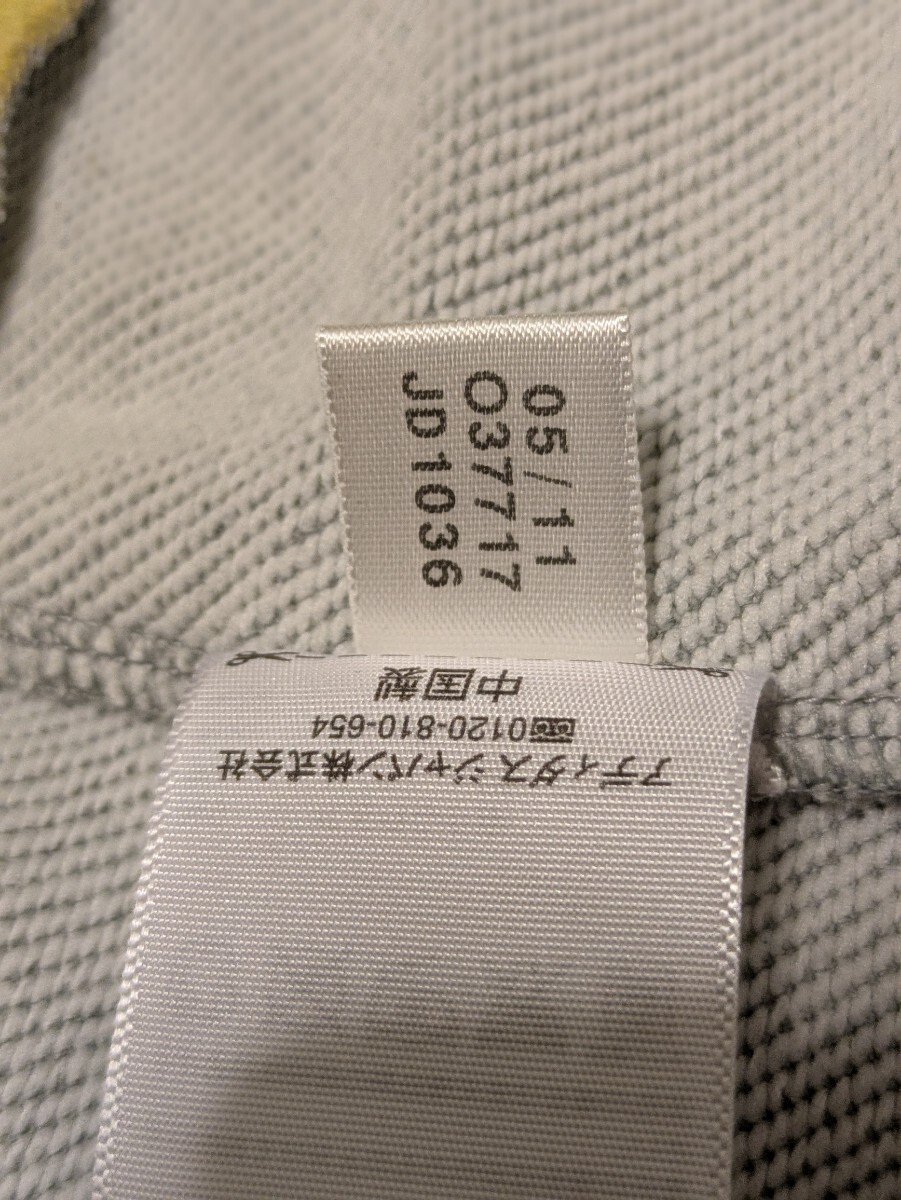 05/11
O37717
JD1036
アディダス ジャパン株式会社
0120-810-654
中国製